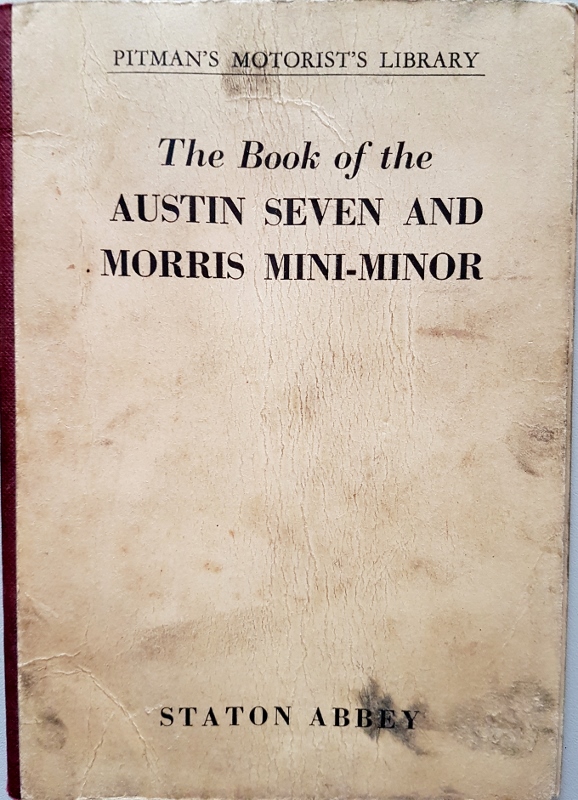 PITMAN'S MOTORIST'S LIBRARY
The Book of the
AUSTIN SEVEN AND
MORRIS MINI-MINOR
STATON ABBEY